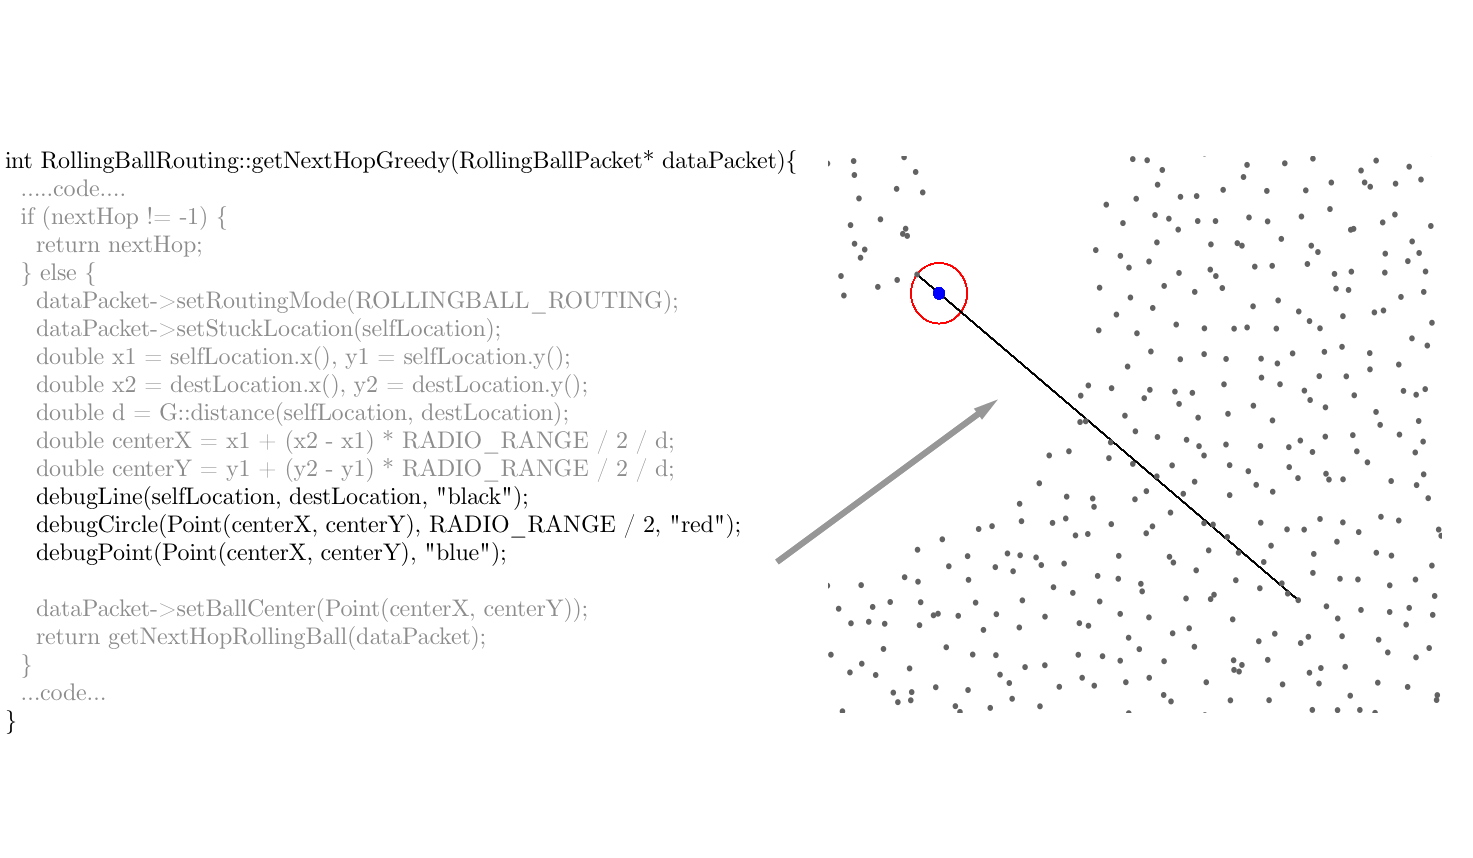 int RollingBallRouting::getNextHopGreedy(RollingBallPacket* dataPacket){
.....code....
if (nextHop != -1) {
return nextHop;
} else {
dataPacket->setRoutingMode(ROLLINGBALL_ROUTING);
dataPacket->setStuckLocation(selfLocation);
double x1 = selfLocation.x(), y1 = selfLocation.y();
double x2 = destLocation.x(), y2 = destLocation.y();
double d = G::distance(selfLocation, destLocation);
double centerX = x1 + (x2 - x1) * RADIO_RANGE / 2 / d;
double centerY = y1 + (y2 - y1) * RADIO_RANGE / 2 / d;
debugLine(selfLocation, destLocation, "black");
debugCircle(Point(centerX, centerY), RADIO_RANGE / 2, "red");
debugPoint(Point(centerX, centerY), "blue");
dataPacket->setBallCenter(Point(centerX, centerY));
return getNextHopRollingBall(dataPacket);
}
...code...
}